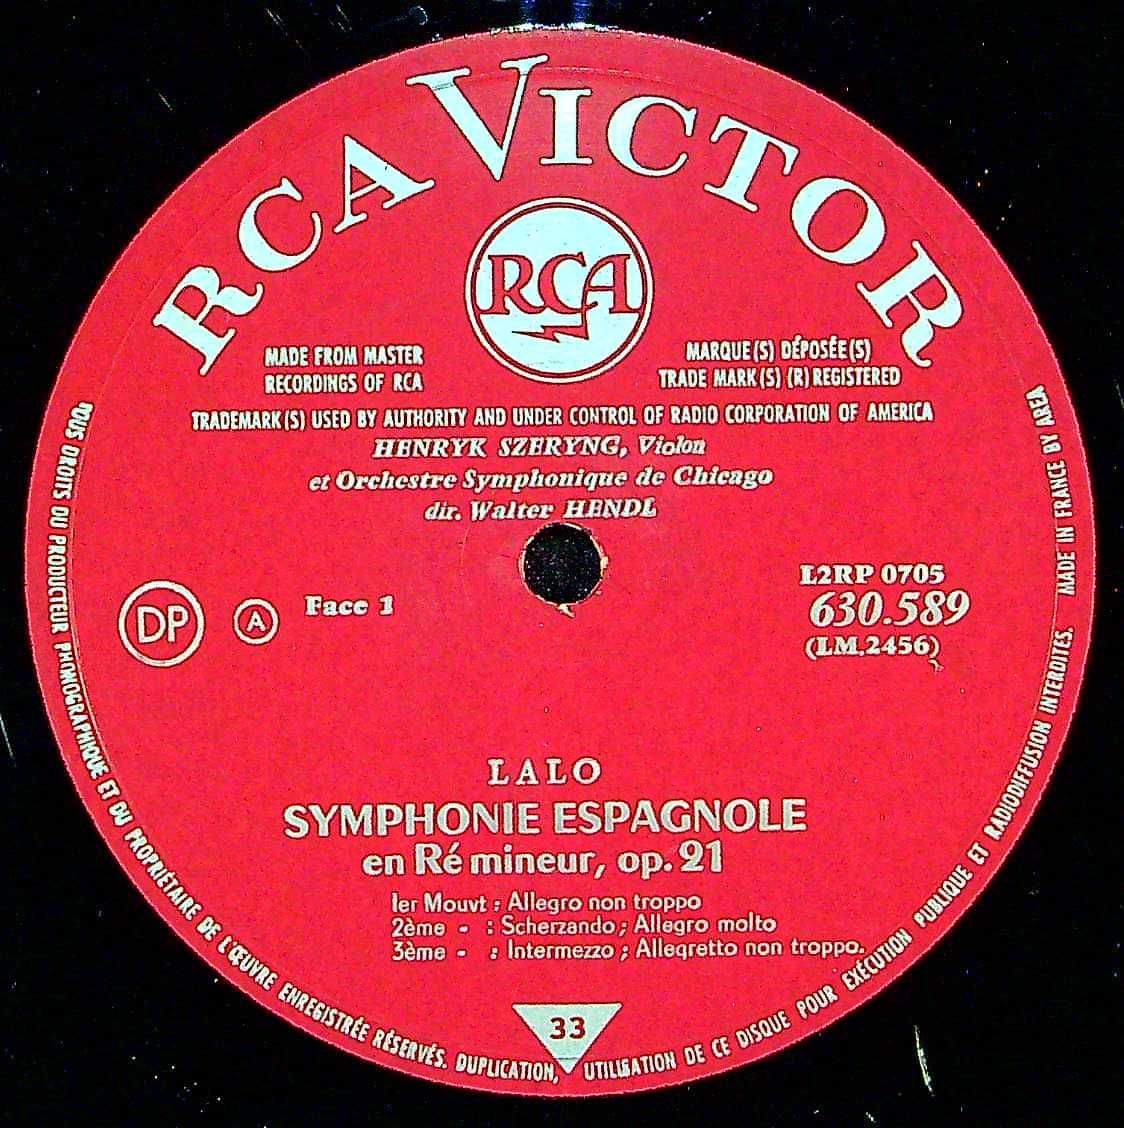 RCA VICTOR
RCA
MADE FROM MASTER
RECORDINGS OF RCA
MARQUE(S) DÉPOSÉE(S)
TRADE MARK(S) (R) REGISTERED
TRADEMARK(S) USED BY AUTHORITY AND UNDER CONTROL OF RADIO CORPORATION OF AMERICA
HENRYK SZERYNG, Violon
et Orchestre Symphonique de Chicago
dir. Walter HENDL
DP
A
Face 1
L2RP 0705
630.589
(LM.2456)
LALO
SYMPHONIE ESPAGNOLE
en Ré mineur, op. 21
1er Mouvt : Allegro non troppo
2ème - : Scherzando ; Allegro molto
3ème - : Intermezzo ; Allegretto non troppo.
33
TOUS DROITS DU PRODUCTEUR PHONOGRAPHIQUE ET DU PROPRIÉTAIRE DE L'ŒUVRE ENREGISTRÉE RÉSERVÉS. DUPLICATION, UTILISATION DE CE DISQUE POUR EXÉCUTION PUBLIQUE ET RADIODIFFUSION INTERDITES. MADE IN FRANCE BY AREA